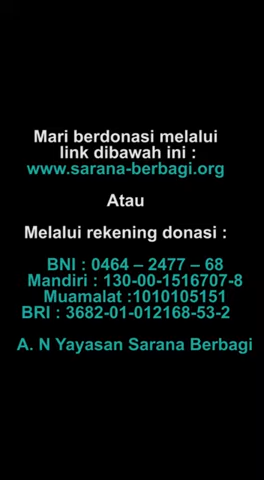 Mari berdonasi melalui
link dibawah ini :
www.sarana-berbagi.org
Atau
Melalui rekening donasi :
BNI : 0464 – 2477 – 68
Mandiri : 130-00-1516707-8
Muamalat :1010105151
BRI : 3682-01-012168-53-2
A. N Yayasan Sarana Berbagi